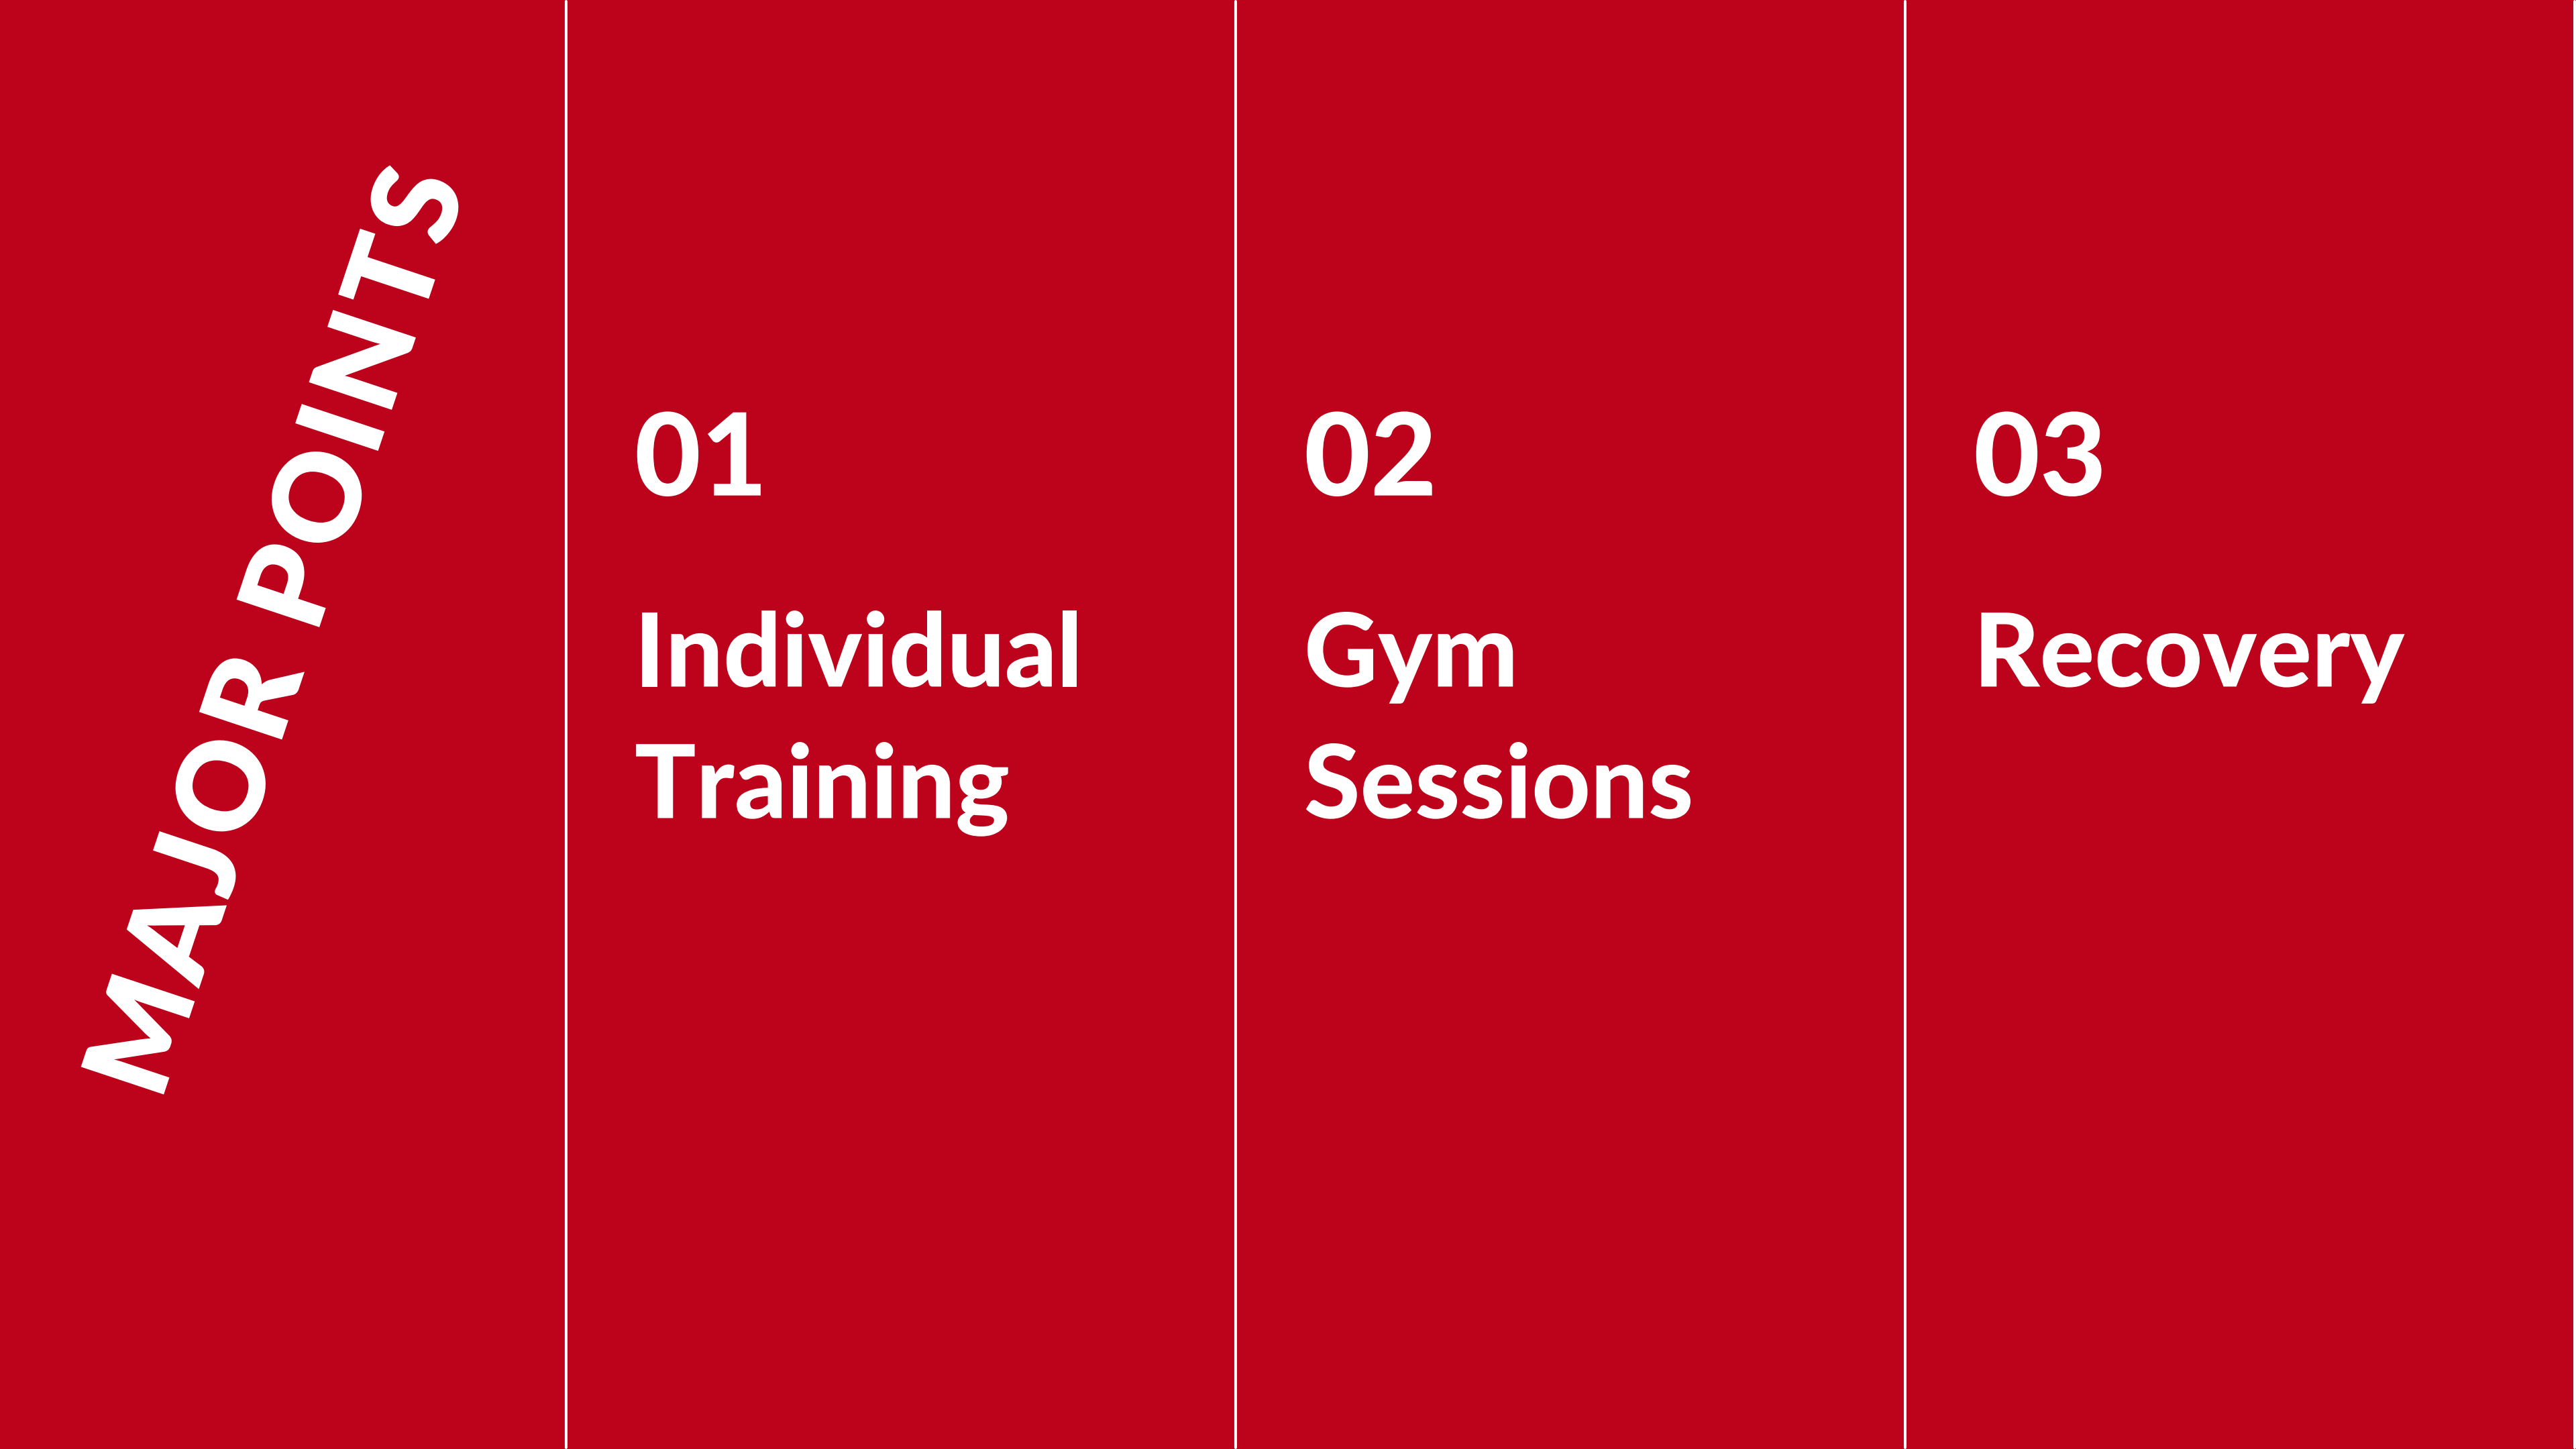 MAJOR POINTS
01
Individual
Training
02
Gym
Sessions
03
Recovery